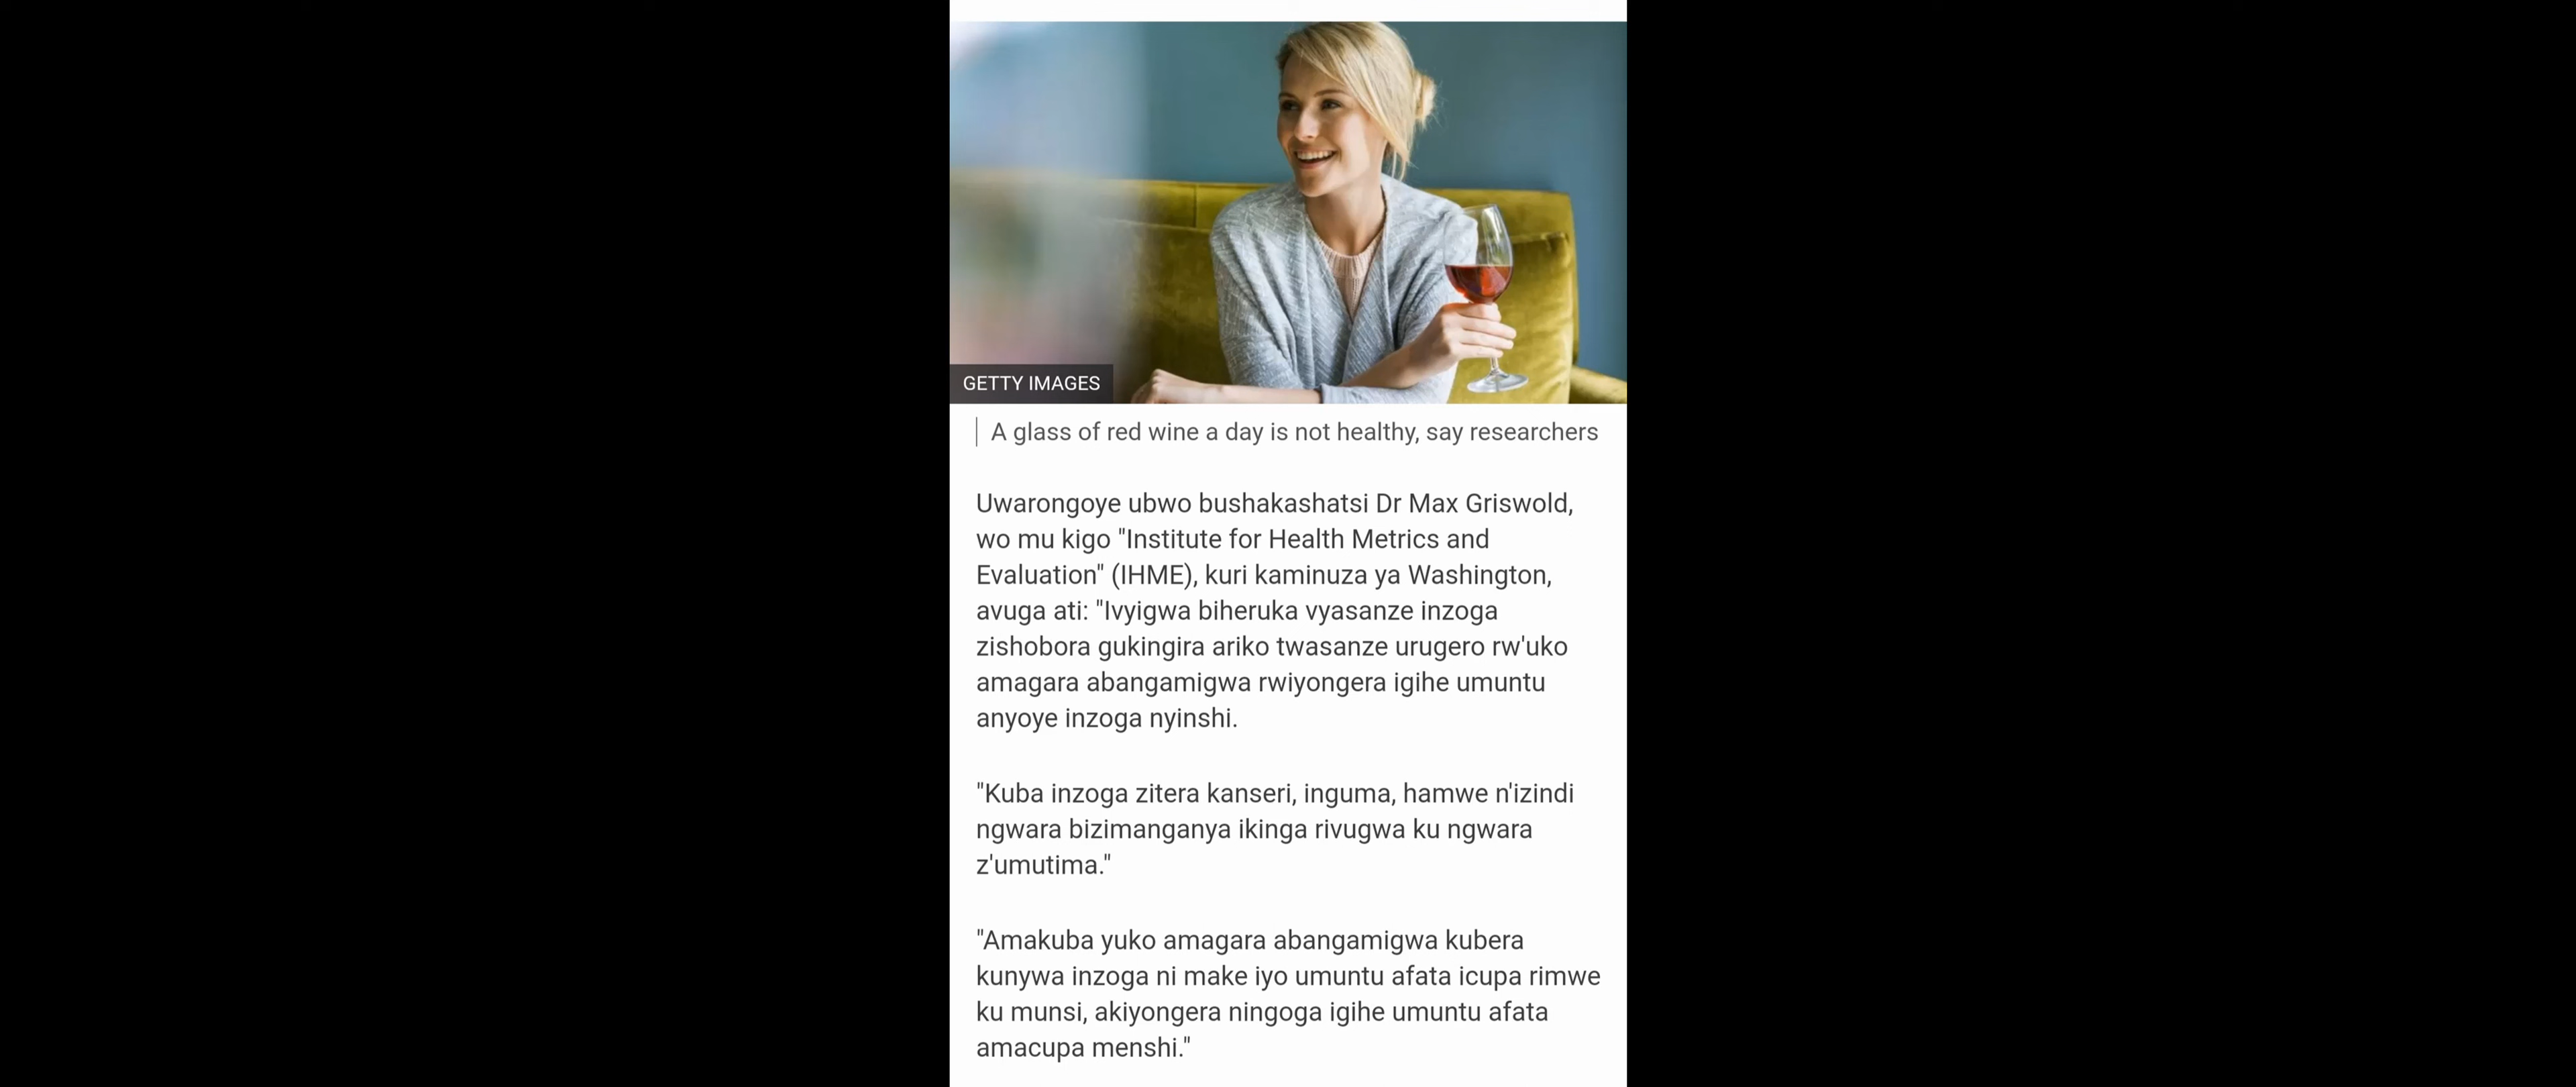 GETTY IMAGES
A glass of red wine a day is not healthy, say researchers
Uwarongoye ubwo bushakashatsi Dr Max Griswold,
wo mu kigo "Institute for Health Metrics and
Evaluation" (IHME), kuri kaminuza ya Washington,
avuga ati: "Ivyigwa biheruka vyasanze inzoga
zishobora gukingira ariko twasanze urugero rw'uko
amagara abangamigwa rwiyongera igihe umuntu
anyoye inzoga nyinshi.
"Kuba inzoga zitera kanseri, inguma, hamwe n'izindi
ngwara bizimanganya ikinga rivugwa ku ngwara
z'umutima."
"Amakuba yuko amagara abangamigwa kubera
kunywa inzoga ni make iyo umuntu afata icupa rimwe
ku munsi, akiyongera ningoga igihe umuntu afata
amacupa menshi."